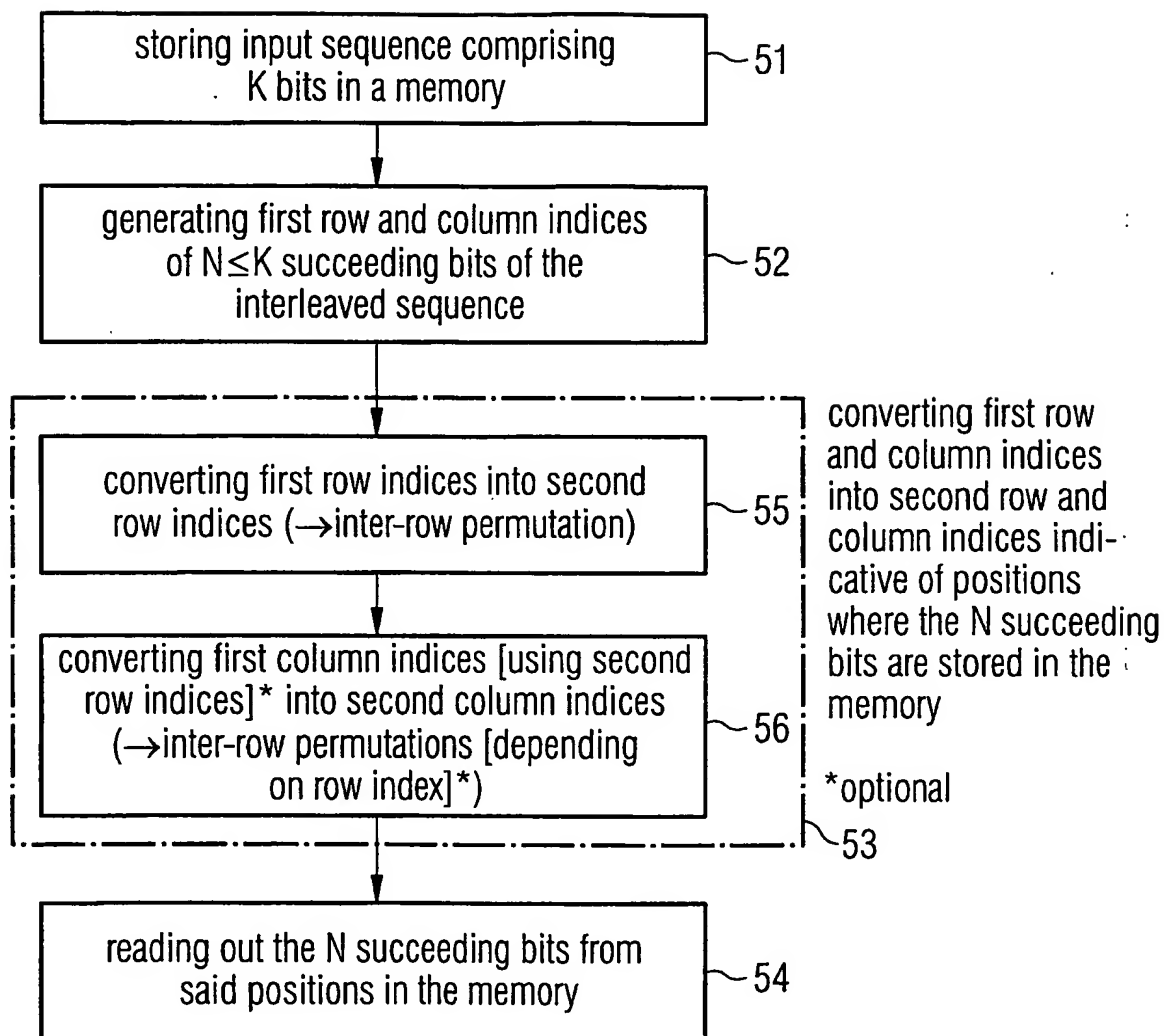 storing input sequence comprising
K bits in a memory
51
generating first row and column indices
of N≤K succeeding bits of the
interleaved sequence
52
converting first row indices into second
row indices (→inter-row permutation)
55
converting first column indices [using second
row indices]* into second column indices
(→inter-row permutations [depending
on row index]*)
56
converting first row
and column indices
into second row and
column indices indi-
cative of positions
where the N succeeding
bits are stored in the
memory
*optional
53
reading out the N succeeding bits from
said positions in the memory
54